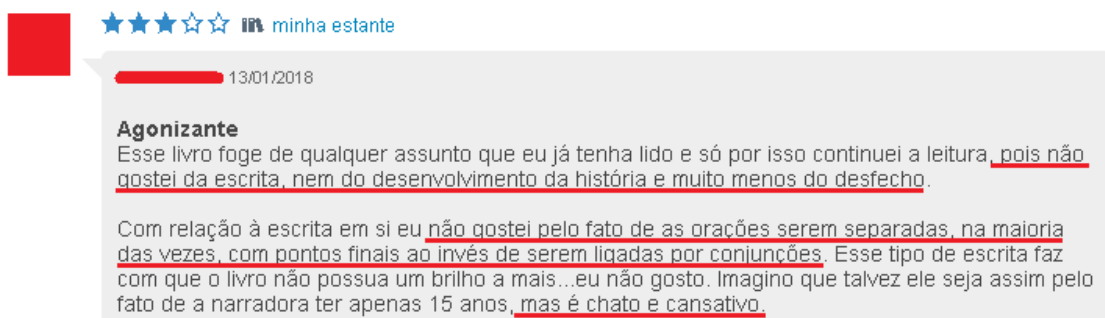 minha estante
13/01/2018
Agonizante
Esse livro foge de qualquer assunto que eu já tenha lido e só por isso continuei a leitura, pois não
gostei da escrita, nem do desenvolvimento da história e muito menos do desfecho.
Com relação à escrita em si eu não gostei pelo fato de as orações serem separadas, na maioria
das vezes, com pontos finais ao invés de serem ligadas por conjunções. Esse tipo de escrita faz
com que o livro não possua um brilho a mais...eu não gosto. Imagino que talvez ele seja assim pelo
fato de a narradora ter apenas 15 anos, mas é chato e cansativo.